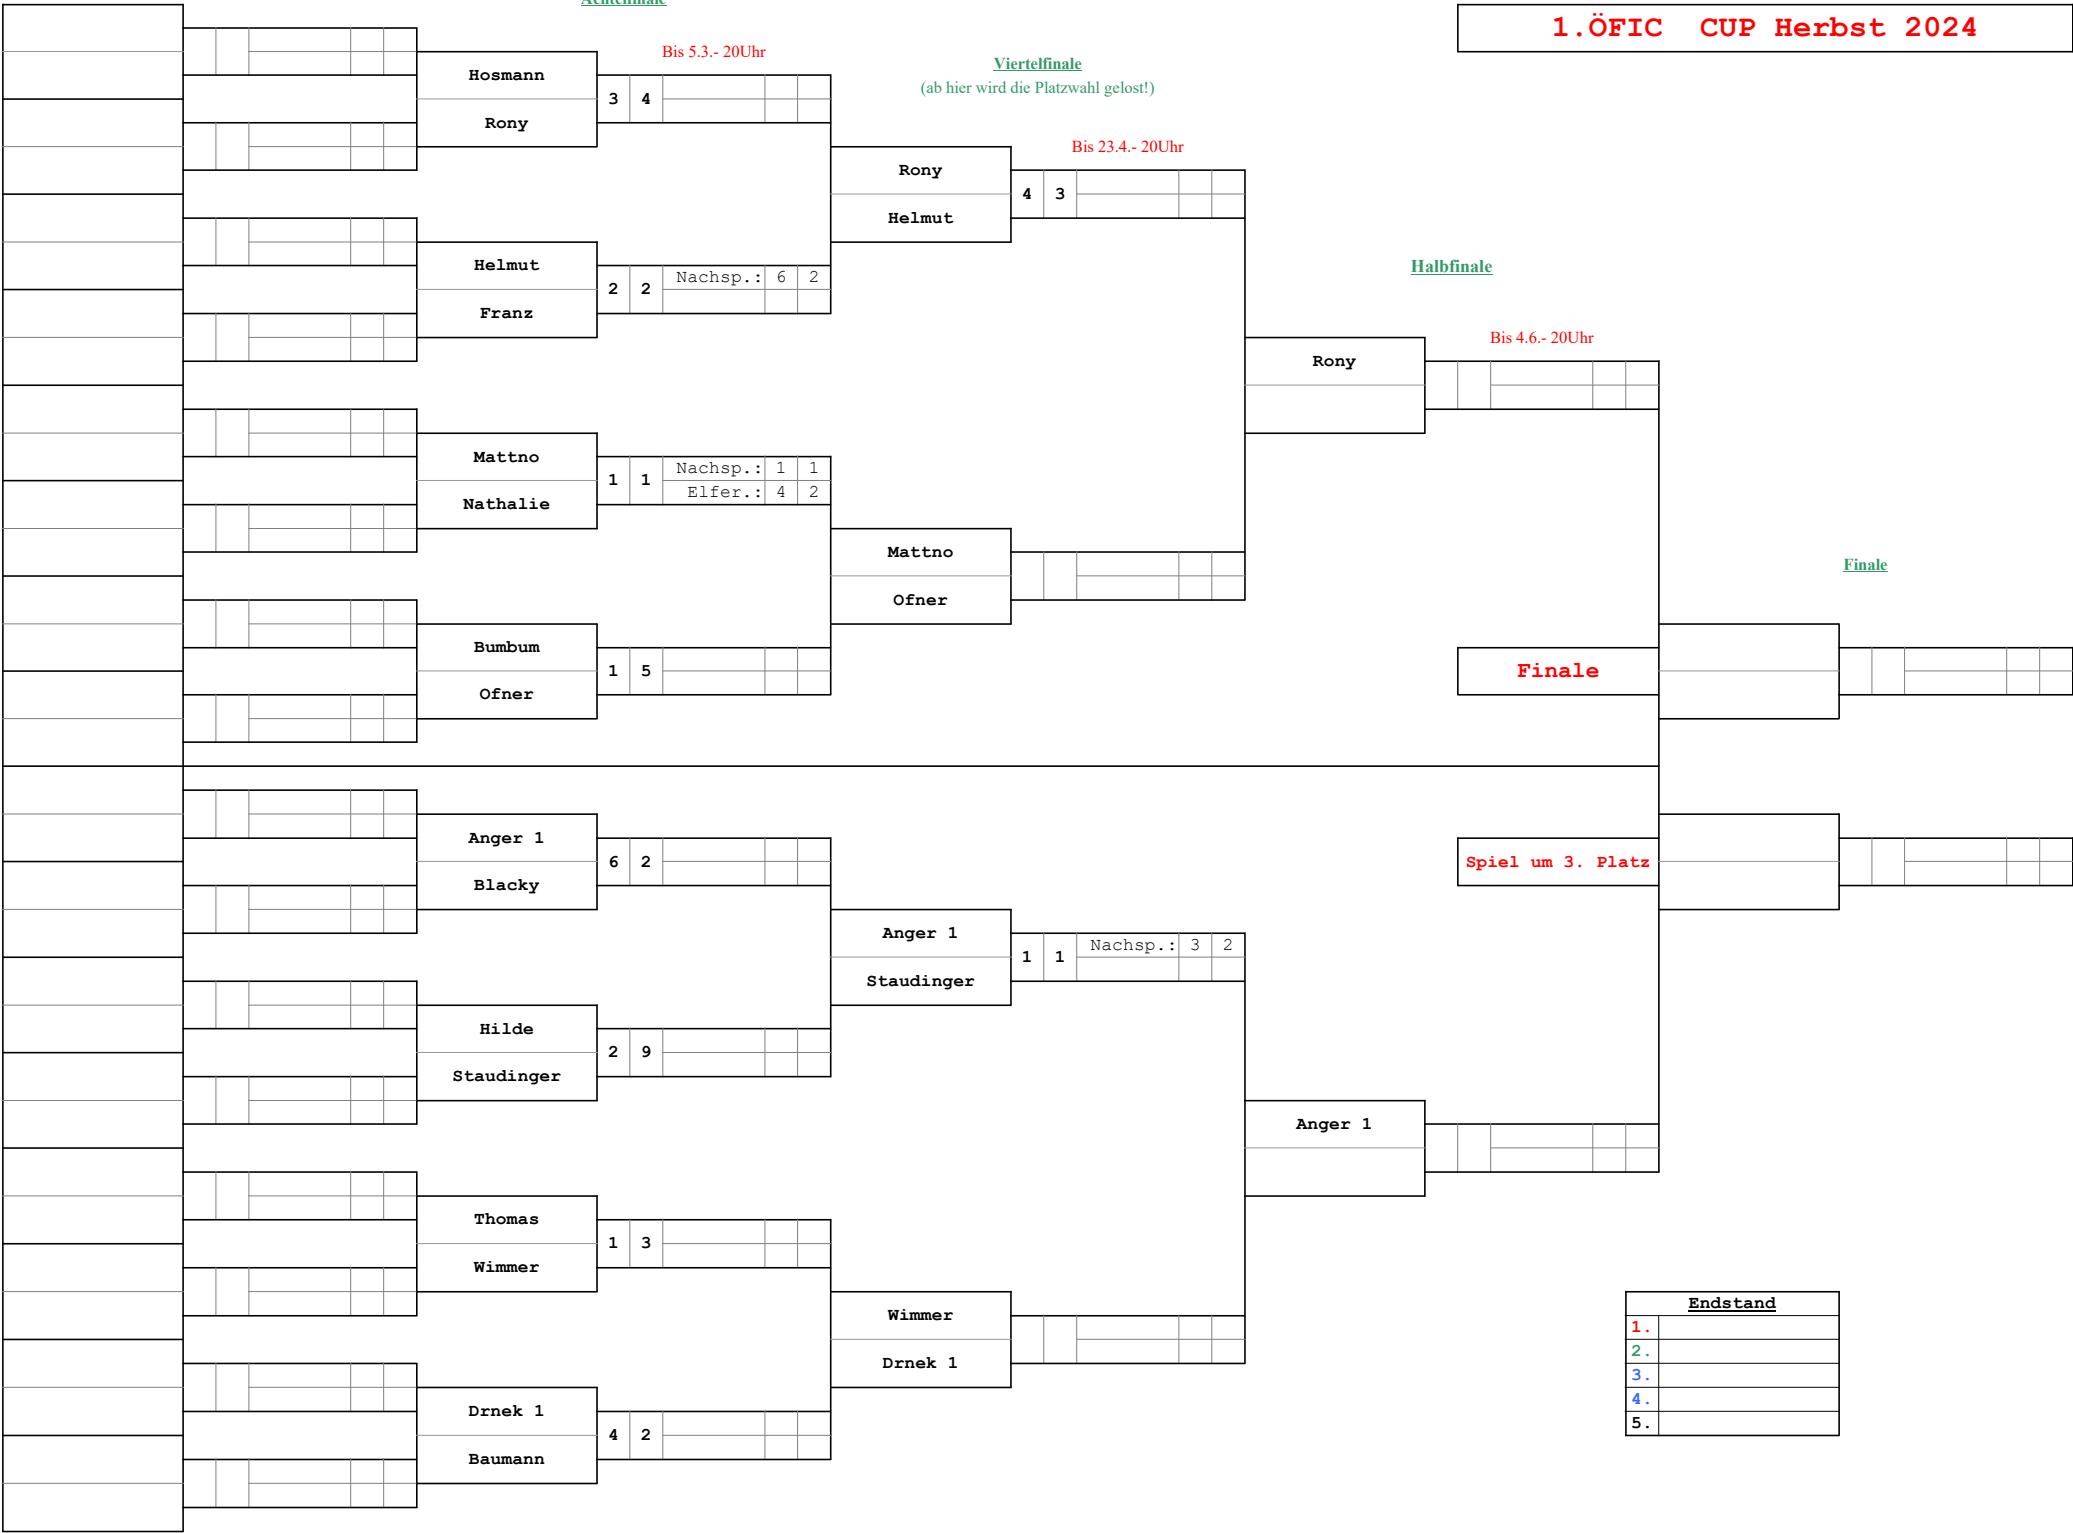 Achtelfinale
1.ÖFIC CUP Herbst 2024
Bis 5.3.- 20Uhr
Viertelfinale
(ab hier wird die Platzwahl gelost!)
Hosmann
3 4
Rony
Bis 23.4.- 20Uhr
Rony
4 3
Helmut
Helmut
Nachsp.: 6 2
2 2
Franz
Halbfinale
Bis 4.6.- 20Uhr
Rony
Mattno
Nachsp.: 1 1
1 1
Elfer.: 4 2
Nathalie
Mattno
Ofner
Finale
Bumbum
1 5
Ofner
Finale
Anger 1
6 2
Blacky
Spiel um 3. Platz
Anger 1
Nachsp.: 3 2
1 1
Staudinger
Hilde
2 9
Staudinger
Anger 1
Thomas
1 3
Wimmer
Wimmer
Drnek 1
Drnek 1
4 2
Baumann
Endstand
1.
2.
3.
4.
5.